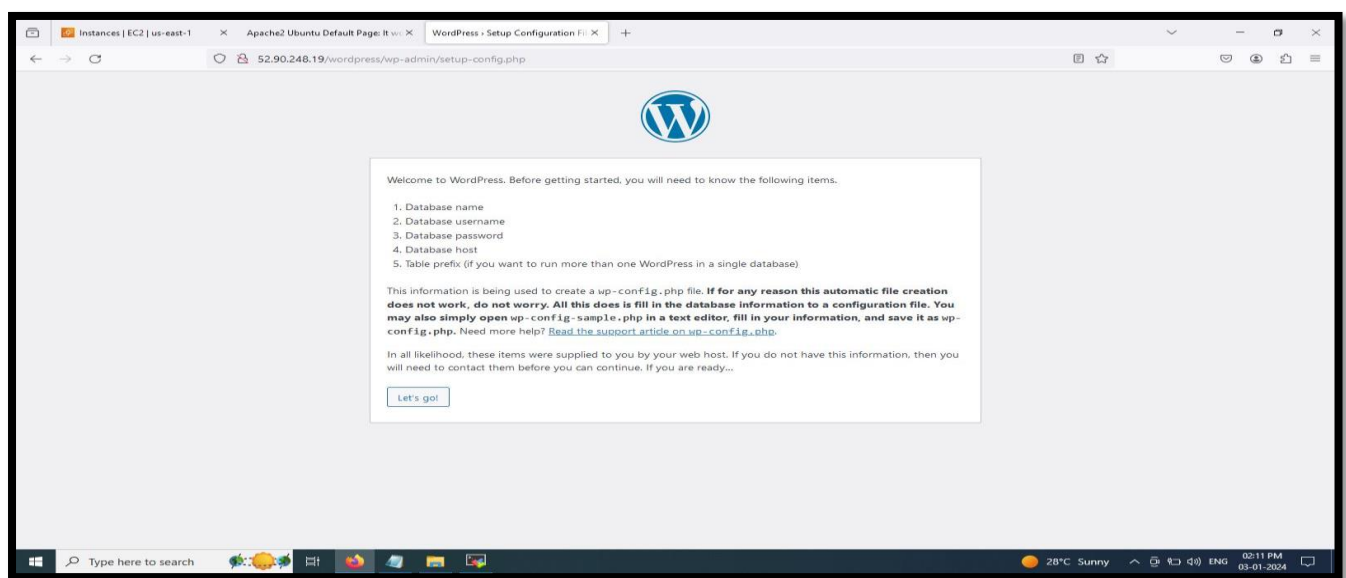 Instances | EC2 | us-east-1
Apache2 Ubuntu Default Page: It w
WordPress › Setup Configuration Fil
52.90.248.19/wordpress/wp-admin/setup-config.php
Welcome to WordPress. Before getting started, you will need to know the following items.
1. Database name
2. Database username
3. Database password
4. Database host
5. Table prefix (if you want to run more than one WordPress in a single database)
This information is being used to create a wp-config.php file. If for any reason this automatic file creation
does not work, do not worry. All this does is fill in the database information to a configuration file. You
may also simply open wp-config-sample.php in a text editor, fill in your information, and save it as wp-
config.php. Need more help? Read the support article on wp-config.php.
In all likelihood, these items were supplied to you by your web host. If you do not have this information, then you
will need to contact them before you can continue. If you are ready...
Let's go!
Type here to search
28°C Sunny
ENG
02:11 PM
03-01-2024